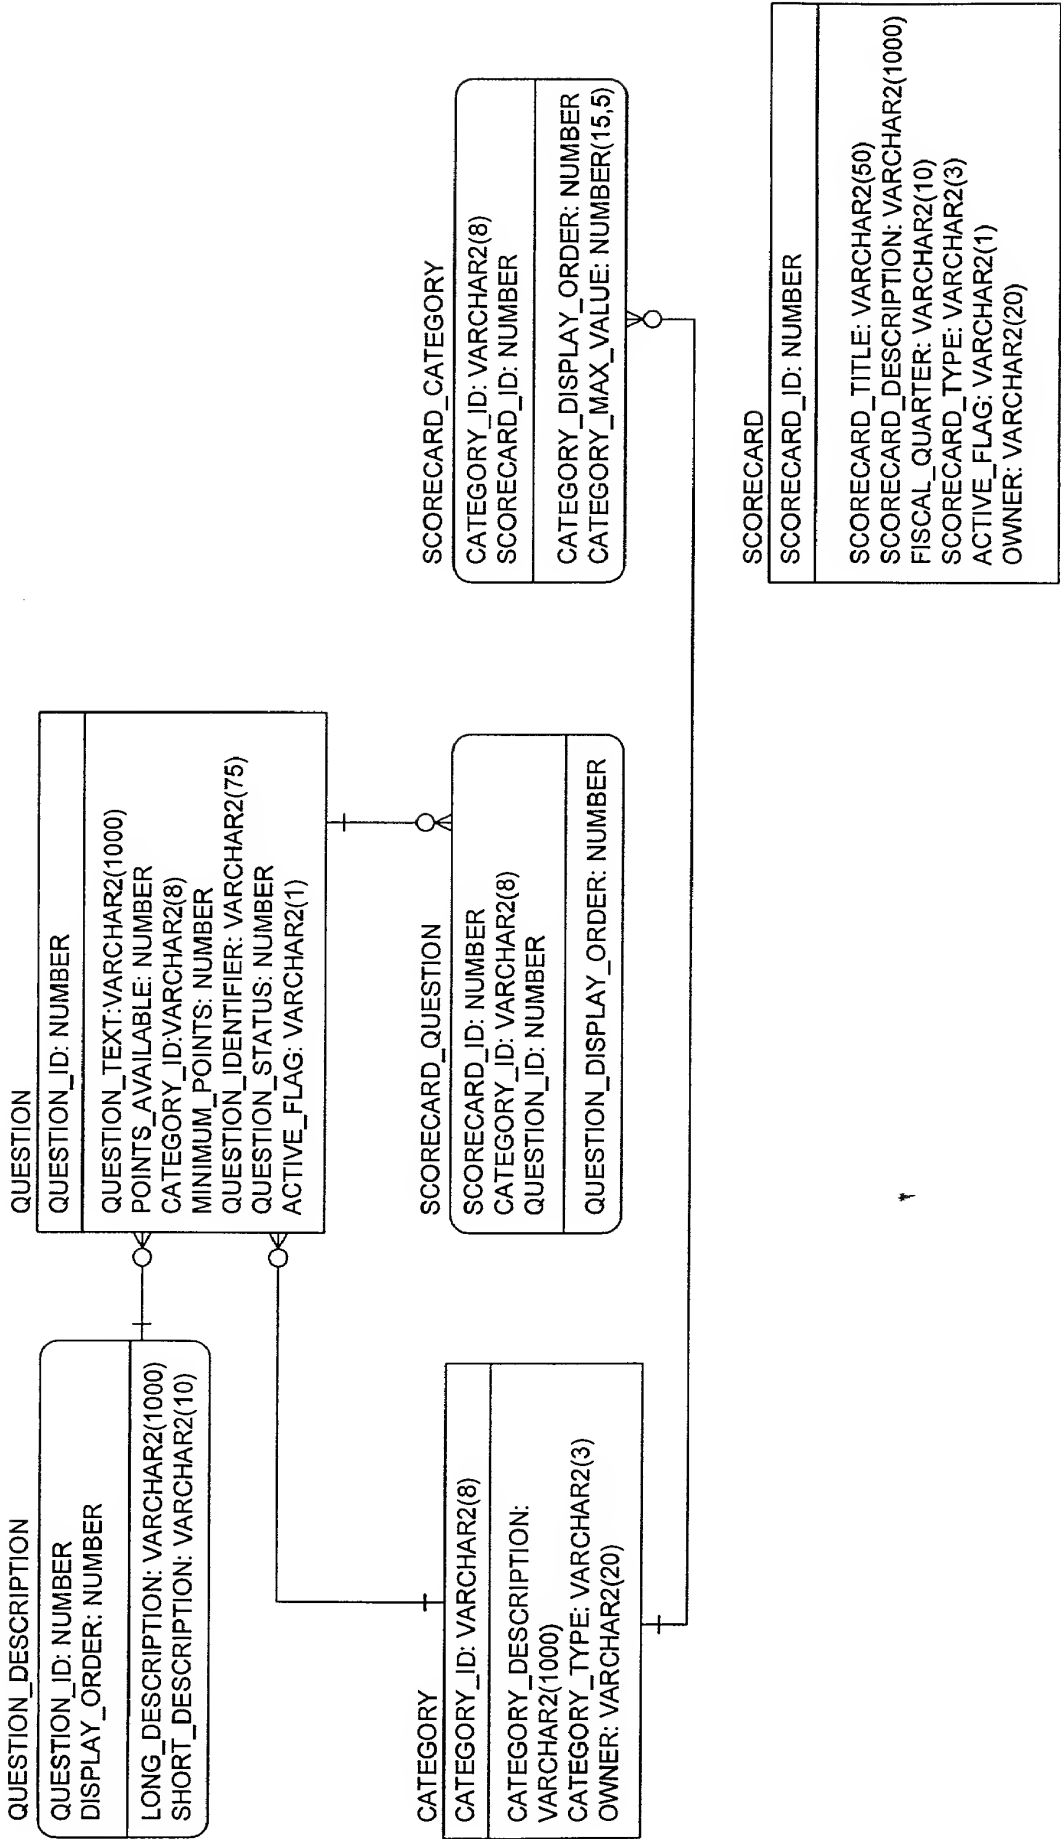 QUESTION_DESCRIPTION
QUESTION_ID: NUMBER
DISPLAY_ORDER: NUMBER
LONG_DESCRIPTION: VARCHAR2(1000)
SHORT_DESCRIPTION: VARCHAR2(10)
QUESTION
QUESTION_ID: NUMBER
QUESTION_TEXT:VARCHAR2(1000)
POINTS_AVAILABLE: NUMBER
CATEGORY_ID:VARCHAR2(8)
MINIMUM_POINTS: NUMBER
QUESTION_IDENTIFIER: VARCHAR2(75)
QUESTION_STATUS: NUMBER
ACTIVE_FLAG: VARCHAR2(1)
CATEGORY
CATEGORY_ID: VARCHAR2(8)
CATEGORY_DESCRIPTION:
VARCHAR2(1000)
CATEGORY_TYPE: VARCHAR2(3)
OWNER: VARCHAR2(20)
SCORECARD_QUESTION
SCORECARD_ID: NUMBER
CATEGORY_ID: VARCHAR2(8)
QUESTION_ID: NUMBER
QUESTION_DISPLAY_ORDER: NUMBER
SCORECARD_CATEGORY
CATEGORY_ID: VARCHAR2(8)
SCORECARD_ID: NUMBER
CATEGORY_DISPLAY_ORDER: NUMBER
CATEGORY_MAX_VALUE: NUMBER(15,5)
SCORECARD
SCORECARD_ID: NUMBER
SCORECARD_TITLE: VARCHAR2(50)
SCORECARD_DESCRIPTION: VARCHAR2(1000)
FISCAL_QUARTER: VARCHAR2(10)
SCORECARD_TYPE: VARCHAR2(3)
ACTIVE_FLAG: VARCHAR2(1)
OWNER: VARCHAR2(20)